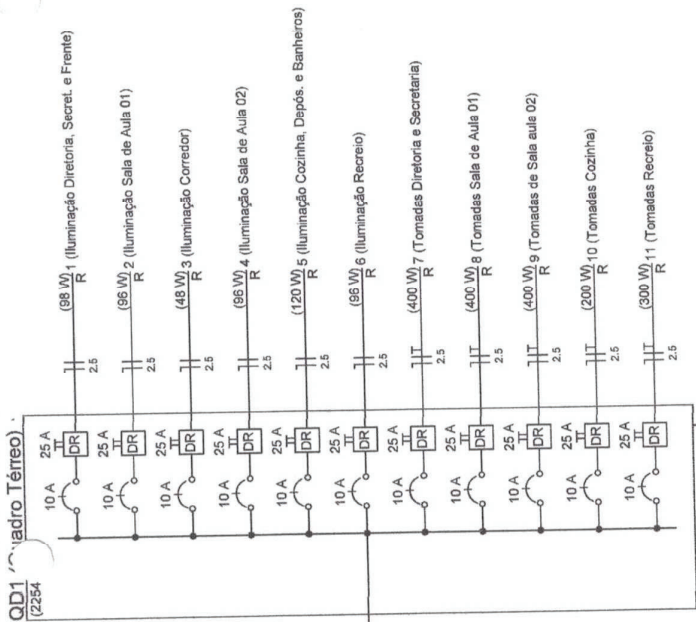 QD1 (Quadro Térreo)
(2254
10 A 25 A DR 2.5 (98 W) 1 (Iluminação Diretoria, Secret. e Frente)
R
10 A 25 A DR 2.5 (96 W) 2 (Iluminação Sala de Aula 01)
R
10 A 25 A DR 2.5 (48 W) 3 (Iluminação Corredor)
R
10 A 25 A DR 2.5 (96 W) 4 (Iluminação Sala de Aula 02)
R
10 A 25 A DR 2.5 (120 W) 5 (Iluminação Cozinha, Depós. e Banheros)
R
10 A 25 A DR 2.5 (96 W) 6 (Iluminação Recreio)
R
10 A 25 A DR T 2.5 (400 W) 7 (Tomadas Diretoria e Secretaria)
R
10 A 25 A DR T 2.5 (400 W) 8 (Tomadas Sala de Aula 01)
R
10 A 25 A DR T 2.5 (400 W) 9 (Tomadas de Sala aula 02)
R
10 A 25 A DR T 2.5 (200 W) 10 (Tomadas Cozinha)
R
10 A 25 A DR T 2.5 (300 W) 11 (Tomadas Recreio)
R